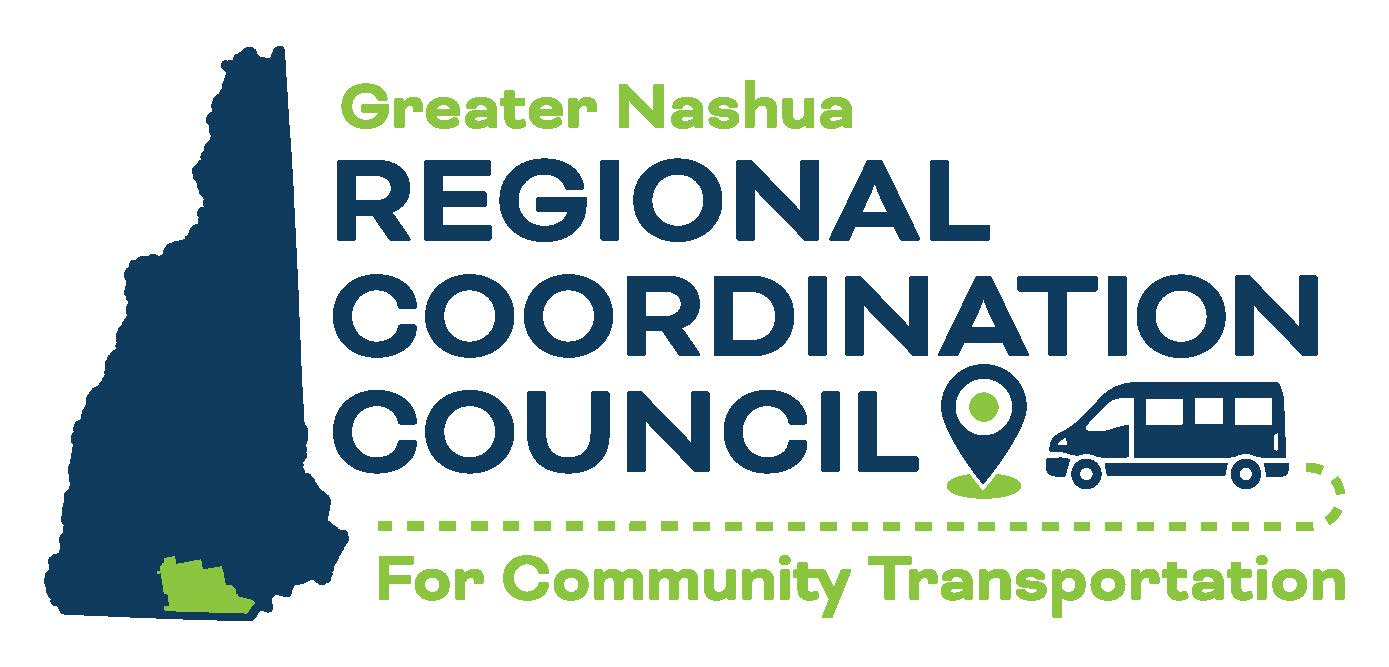 Greater Nashua
REGIONAL
COORDINATION
COUNCIL
For Community Transportation